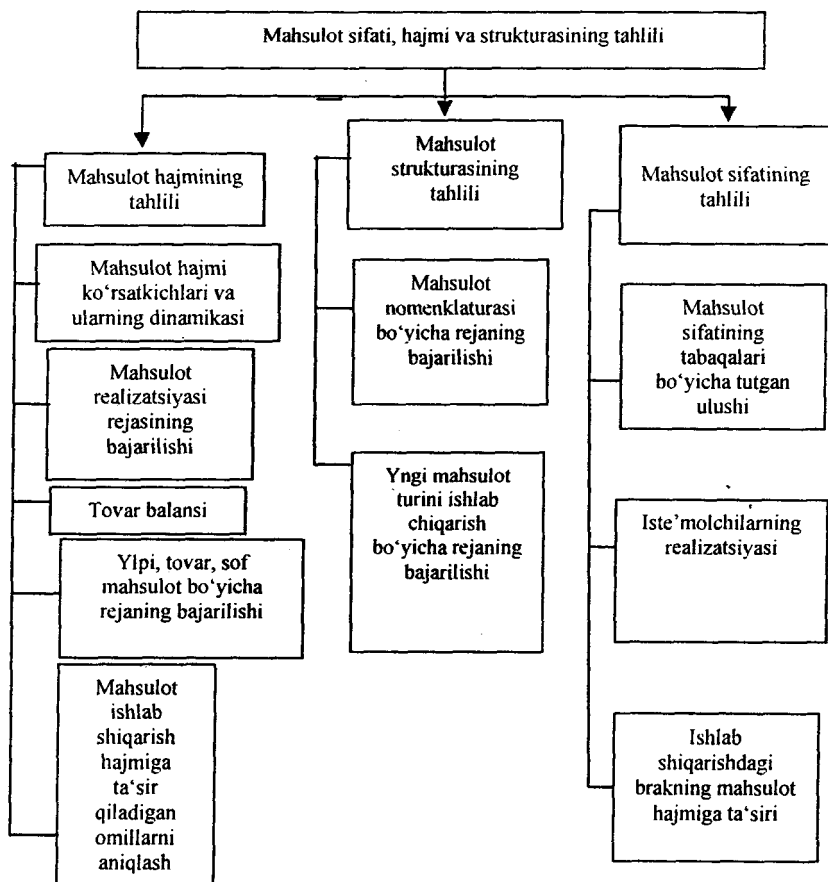 Mahsulot sifati, hajmi va strukturasining tahlili
Mahsulot hajmining
tahlili
Mahsulot hajmi
ko‘rsatkichlari va
ularning dinamikasi
Mahsulot
realizatsiyasi
rejasining
bajarilishi
Tovar balansi
Ylpi, tovar, sof
mahsulot bo‘yicha
rejaning bajarilishi
Mahsulot
ishlab
shiqarish
hajmiga
ta‘sir
qiladigan
omillarni
aniqlash
Mahsulot
strukturasining
tahlili
Mahsulot
nomenklaturasi
bo‘yicha rejaning
bajarilishi
Yngi mahsulot
turini ishlab
chiqarish
bo‘yicha rejaning
bajarilishi
Mahsulot sifatining
tahlili
Mahsulot
sifatining
tabaqalari
bo‘yicha tutgan
ulushi
Iste’molchilarning
realizatsiyasi
Ishlab
shiqarishdagi
brakning mahsulot
hajmiga ta‘siri